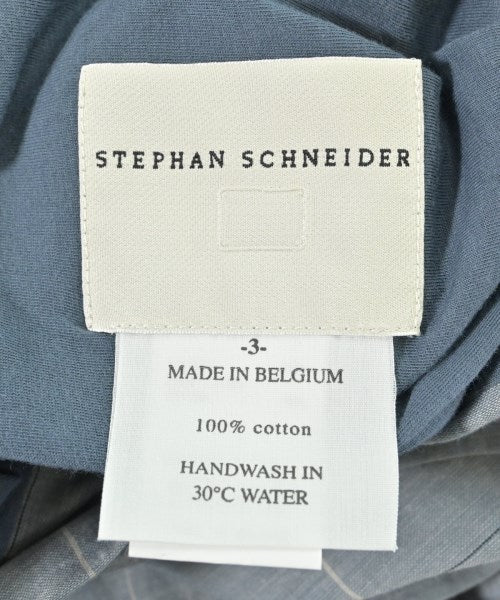 STEPHAN SCHNEIDER
-3-
MADE IN BELGIUM
100% cotton
HANDWASH IN
30°C WATER